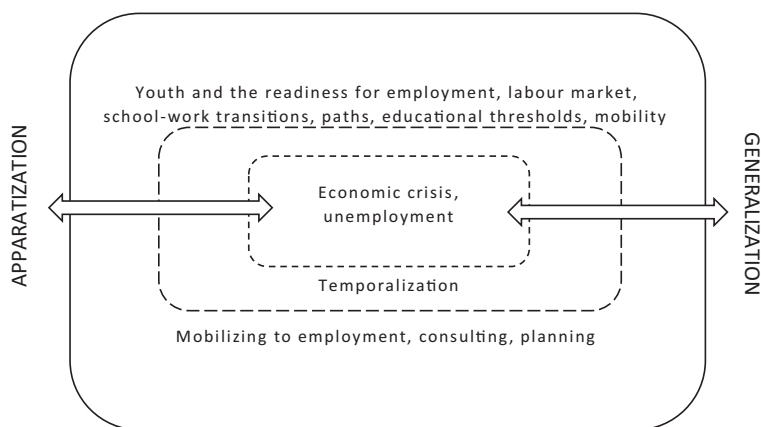 Youth and the readiness for employment, labour market,
school-work transitions, paths, educational thresholds, mobility
APPARATIZATION
Economic crisis,
unemployment
GENERALIZATION
Temporalization
Mobilizing to employment, consulting, planning